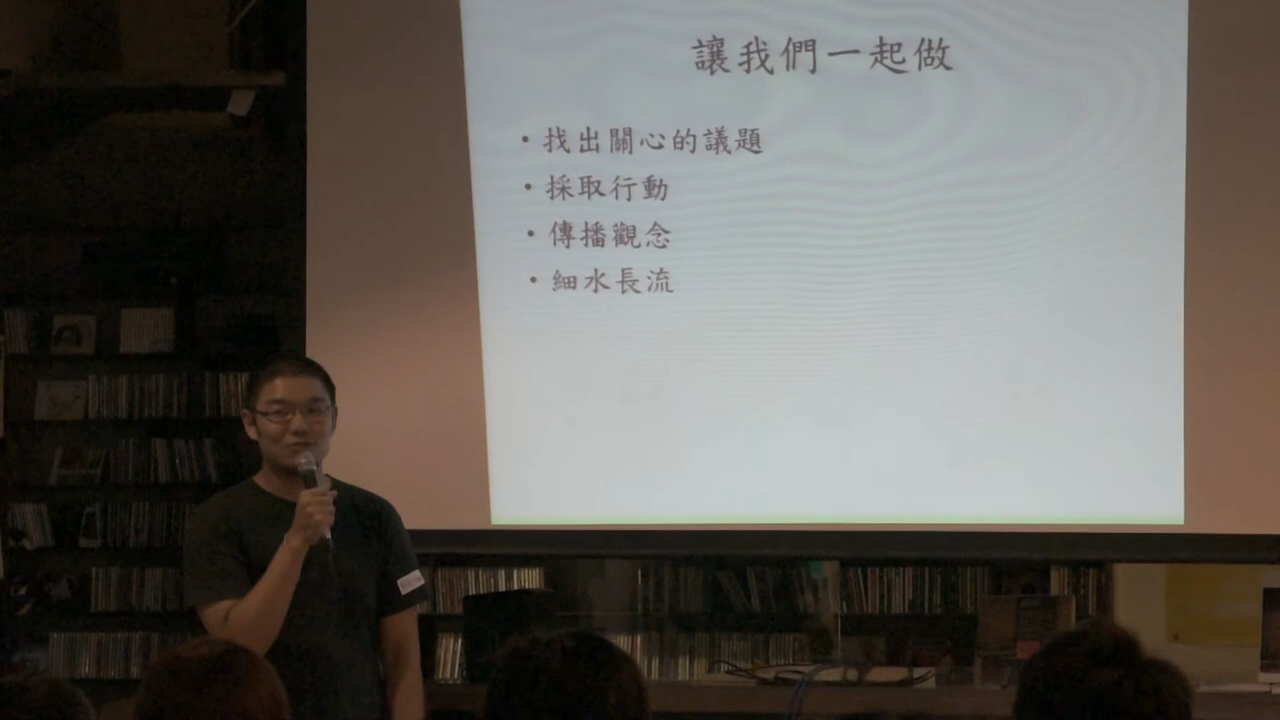 讓我們一起做
• 找出關心的議題
• 採取行動
• 傳播觀念
• 細水長流